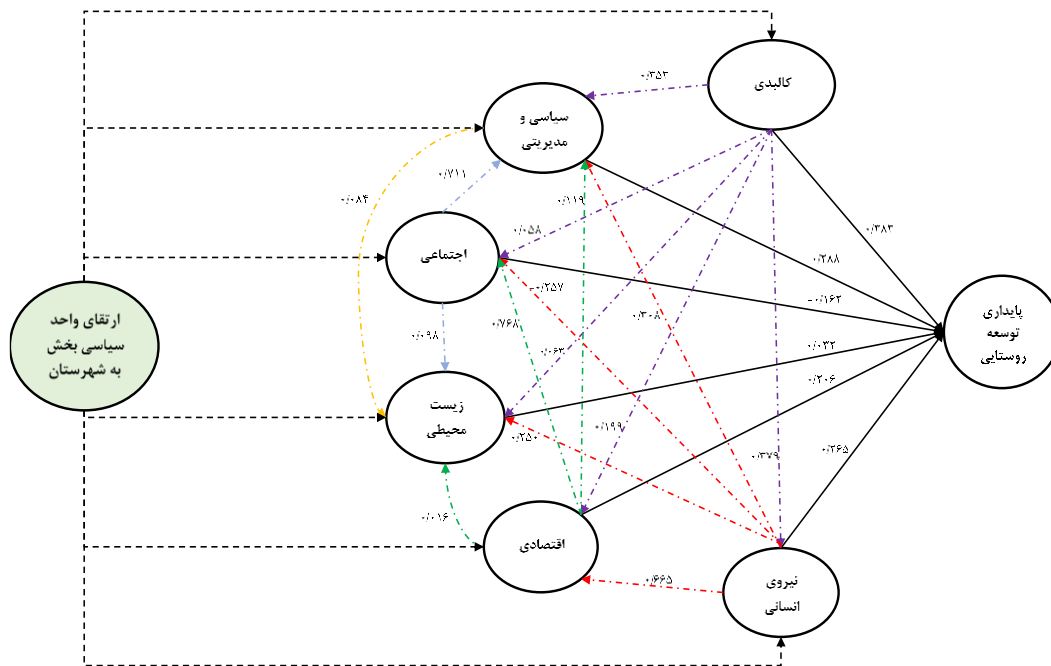 کالبدی
۰/۳۵۳
سیاسی و
مدیریتی
۰/۷۱۱
۰/۰۸۴
۰/۱۱۹
۰/۰۵۸
۰/۳۸۳
۰/۲۸۸
اجتماعی
-۰/۲۵۷
-۰/۱۶۲
ارتقای واحد
سیاسی بخش
به شهرستان
پایداری
توسعه
روستایی
۰/۰۹۸
۰/۷۶۸
۰/۳۰۸
۰/۰۶۳
۰/۰۳۲
۰/۲۰۶
زیست
محیطی
۰/۲۵۰
۰/۱۹۹
۰/۳۷۹
۰/۲۶۵
۰/۰۱۶
اقتصادی
۰/۶۶۵
نیروی
انسانی